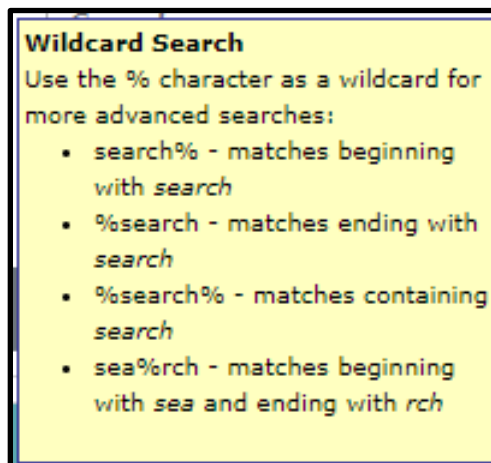 Wildcard Search
Use the % character as a wildcard for
more advanced searches:
• search% - matches beginning
with search
• %search - matches ending with
search
• %search% - matches containing
search
• sea%rch - matches beginning
with sea and ending with rch